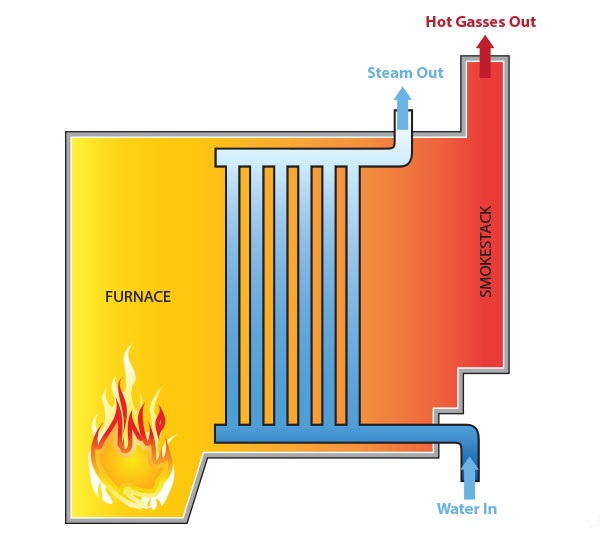 Hot Gasses Out
Steam Out
SMOKESTACK
FURNACE
Water In